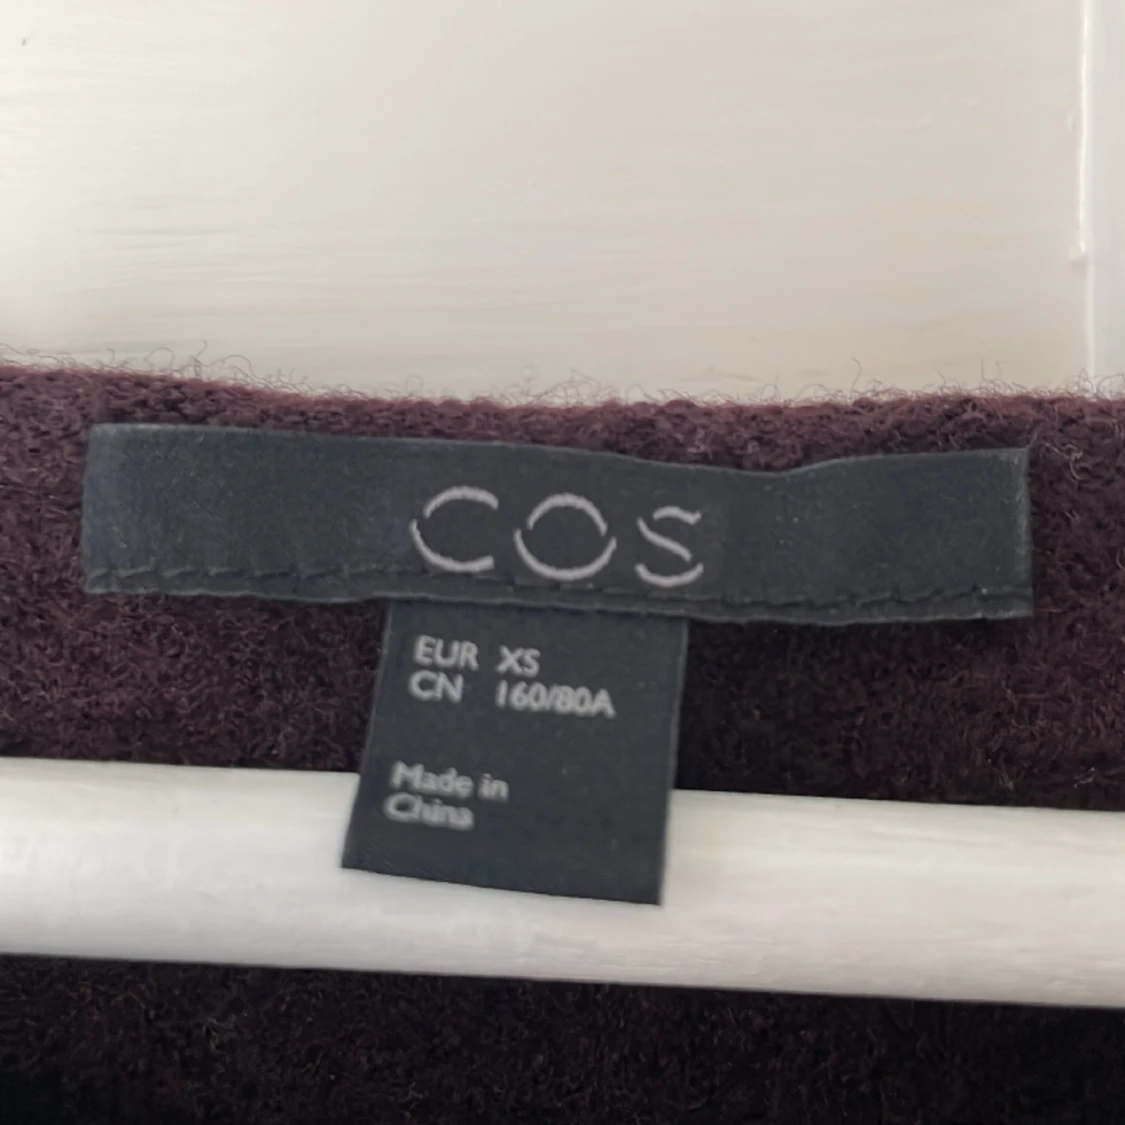 COS
EUR XS
CN 160/80A
Made in
China